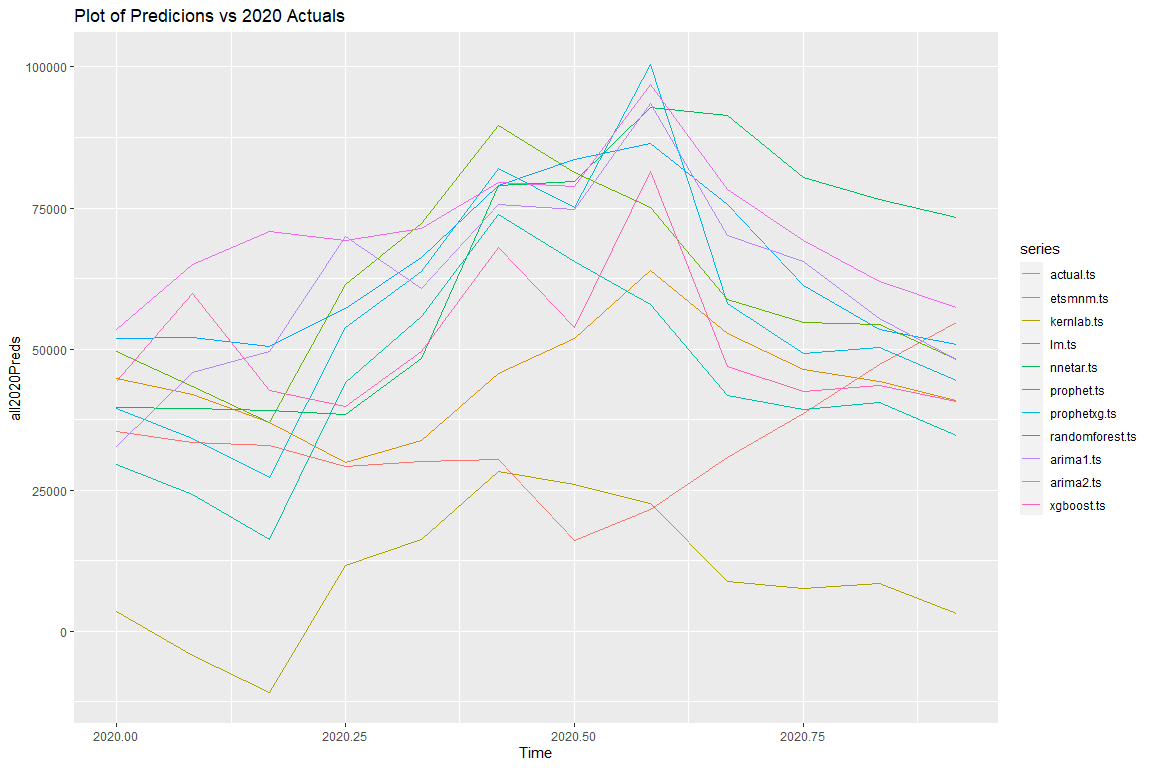 Plot of Predicions vs 2020 Actuals
100000
75000
50000
25000
0
all2020Preds
2020.00
2020.25
2020.50
2020.75
Time
series
actual.ts
etsmnm.ts
kernlab.ts
lm.ts
nnetar.ts
prophet.ts
prophetxg.ts
randomforest.ts
arima1.ts
arima2.ts
xgboost.ts